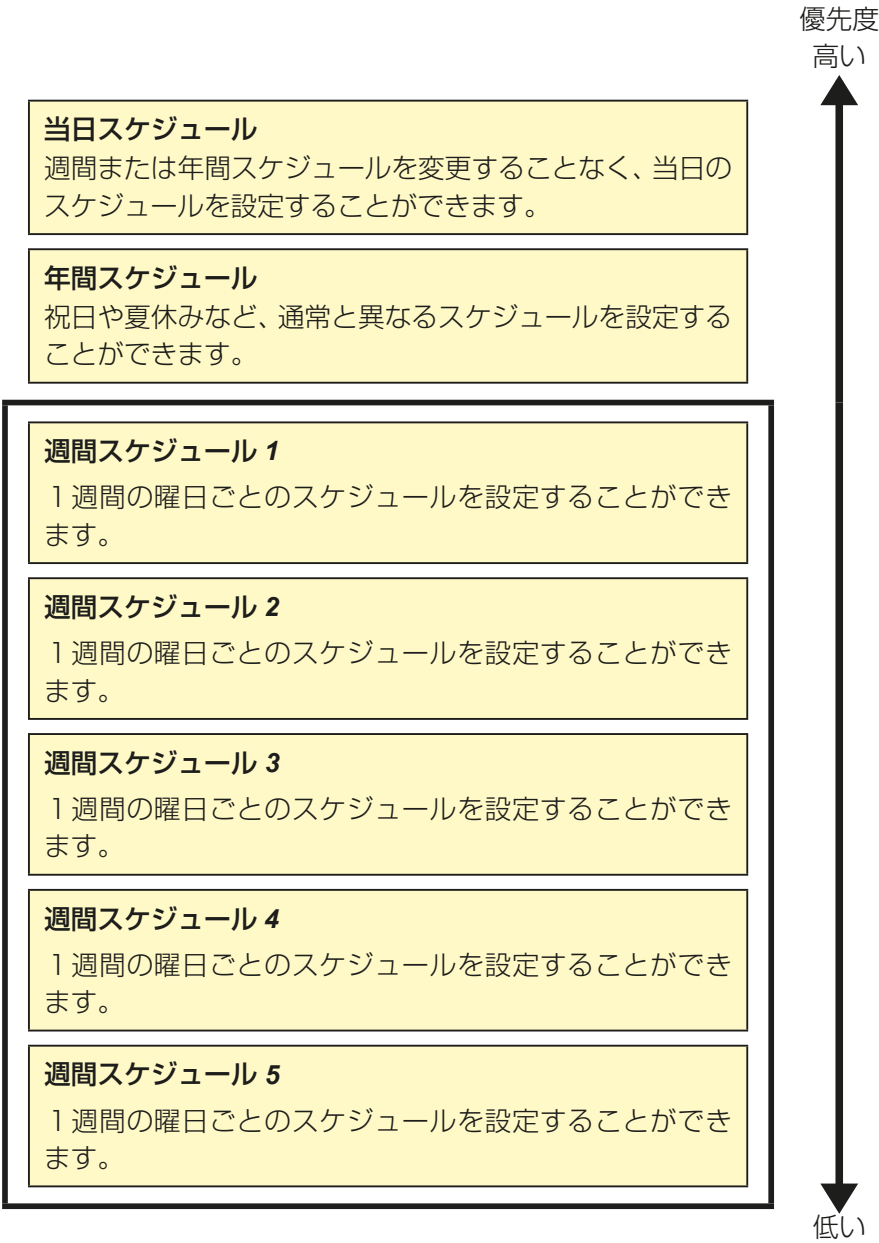 優先度
高い
当日スケジュール
週間または年間スケジュールを変更することなく、当日の
スケジュールを設定することができます。
年間スケジュール
祝日や夏休みなど、通常と異なるスケジュールを設定する
ことができます。
週間スケジュール 1
１週間の曜日ごとのスケジュールを設定することができ
ます。
週間スケジュール 2
１週間の曜日ごとのスケジュールを設定することができ
ます。
週間スケジュール 3
１週間の曜日ごとのスケジュールを設定することができ
ます。
週間スケジュール 4
１週間の曜日ごとのスケジュールを設定することができ
ます。
週間スケジュール 5
１週間の曜日ごとのスケジュールを設定することができ
ます。
低い